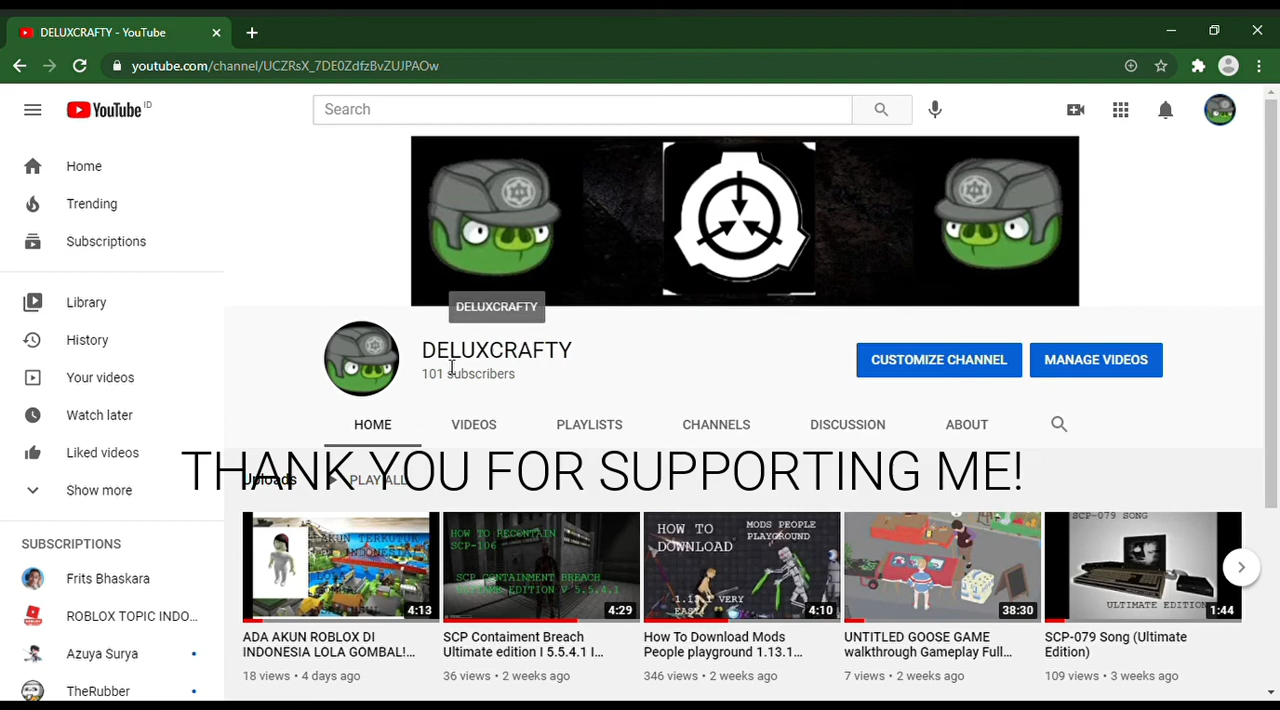 DELUXCRAFTY - YouTube
youtube.com/channel/UCZRsX_7DE0ZdfzBvZUJPAOw
YouTube ID
Search
Home
Trending
Subscriptions
Library
History
Your videos
Watch later
Liked videos
Show more
SUBSCRIPTIONS
Frits Bhaskara
ROBLOX TOPIC INDO...
Azuya Surya
TheRubber
DELUXCRAFTY
DELUXCRAFTY
101 subscribers
CUSTOMIZE CHANNEL
MANAGE VIDEOS
HOME VIDEOS PLAYLISTS CHANNELS DISCUSSION ABOUT
THANK YOU FOR SUPPORTING ME!
Uploads PLAY ALL
AKUN TERKUTUK
DI INDONESIA
LOLA
GOMBAL
4:13
HOW TO RECONTAIN
SCP-106
SCP CONTAINMENT BREACH
ULTIAME EDITION V 5.5.4.1
4:29
HOW TO
DOWNLOAD
MODS PEOPLE
PLAYGROUND
1.13.1 VERY
EASY
4:10
38:30
SCP-079 SONG
ULTIMATE EDITION
1:44
ADA AKUN ROBLOX DI
INDONESIA LOLA GOMBAL!...
18 views • 4 days ago
SCP Contaiment Breach
Ultimate edition I 5.5.4.1 I...
36 views • 2 weeks ago
How To Download Mods
People playground 1.13.1...
346 views • 2 weeks ago
UNTITLED GOOSE GAME
walkthrough Gameplay Full...
7 views • 2 weeks ago
SCP-079 Song (Ultimate
Edition)
109 views • 3 weeks ago